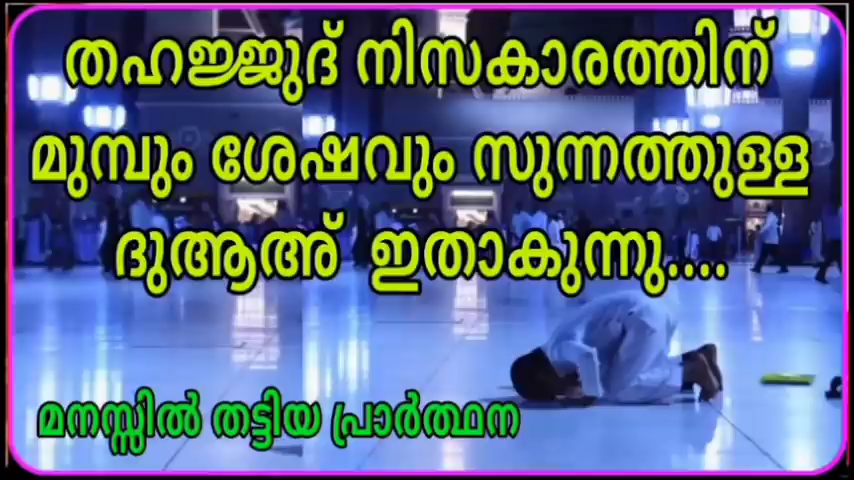 തഹജ്ജുദ് നിസകാരത്തിന്
മുമ്പും ശേഷവും സുന്നത്തുള്ള
ദുആഅ് ഇതാകുന്നു....
മനസ്സിൽ തട്ടിയ പ്രാർത്ഥന